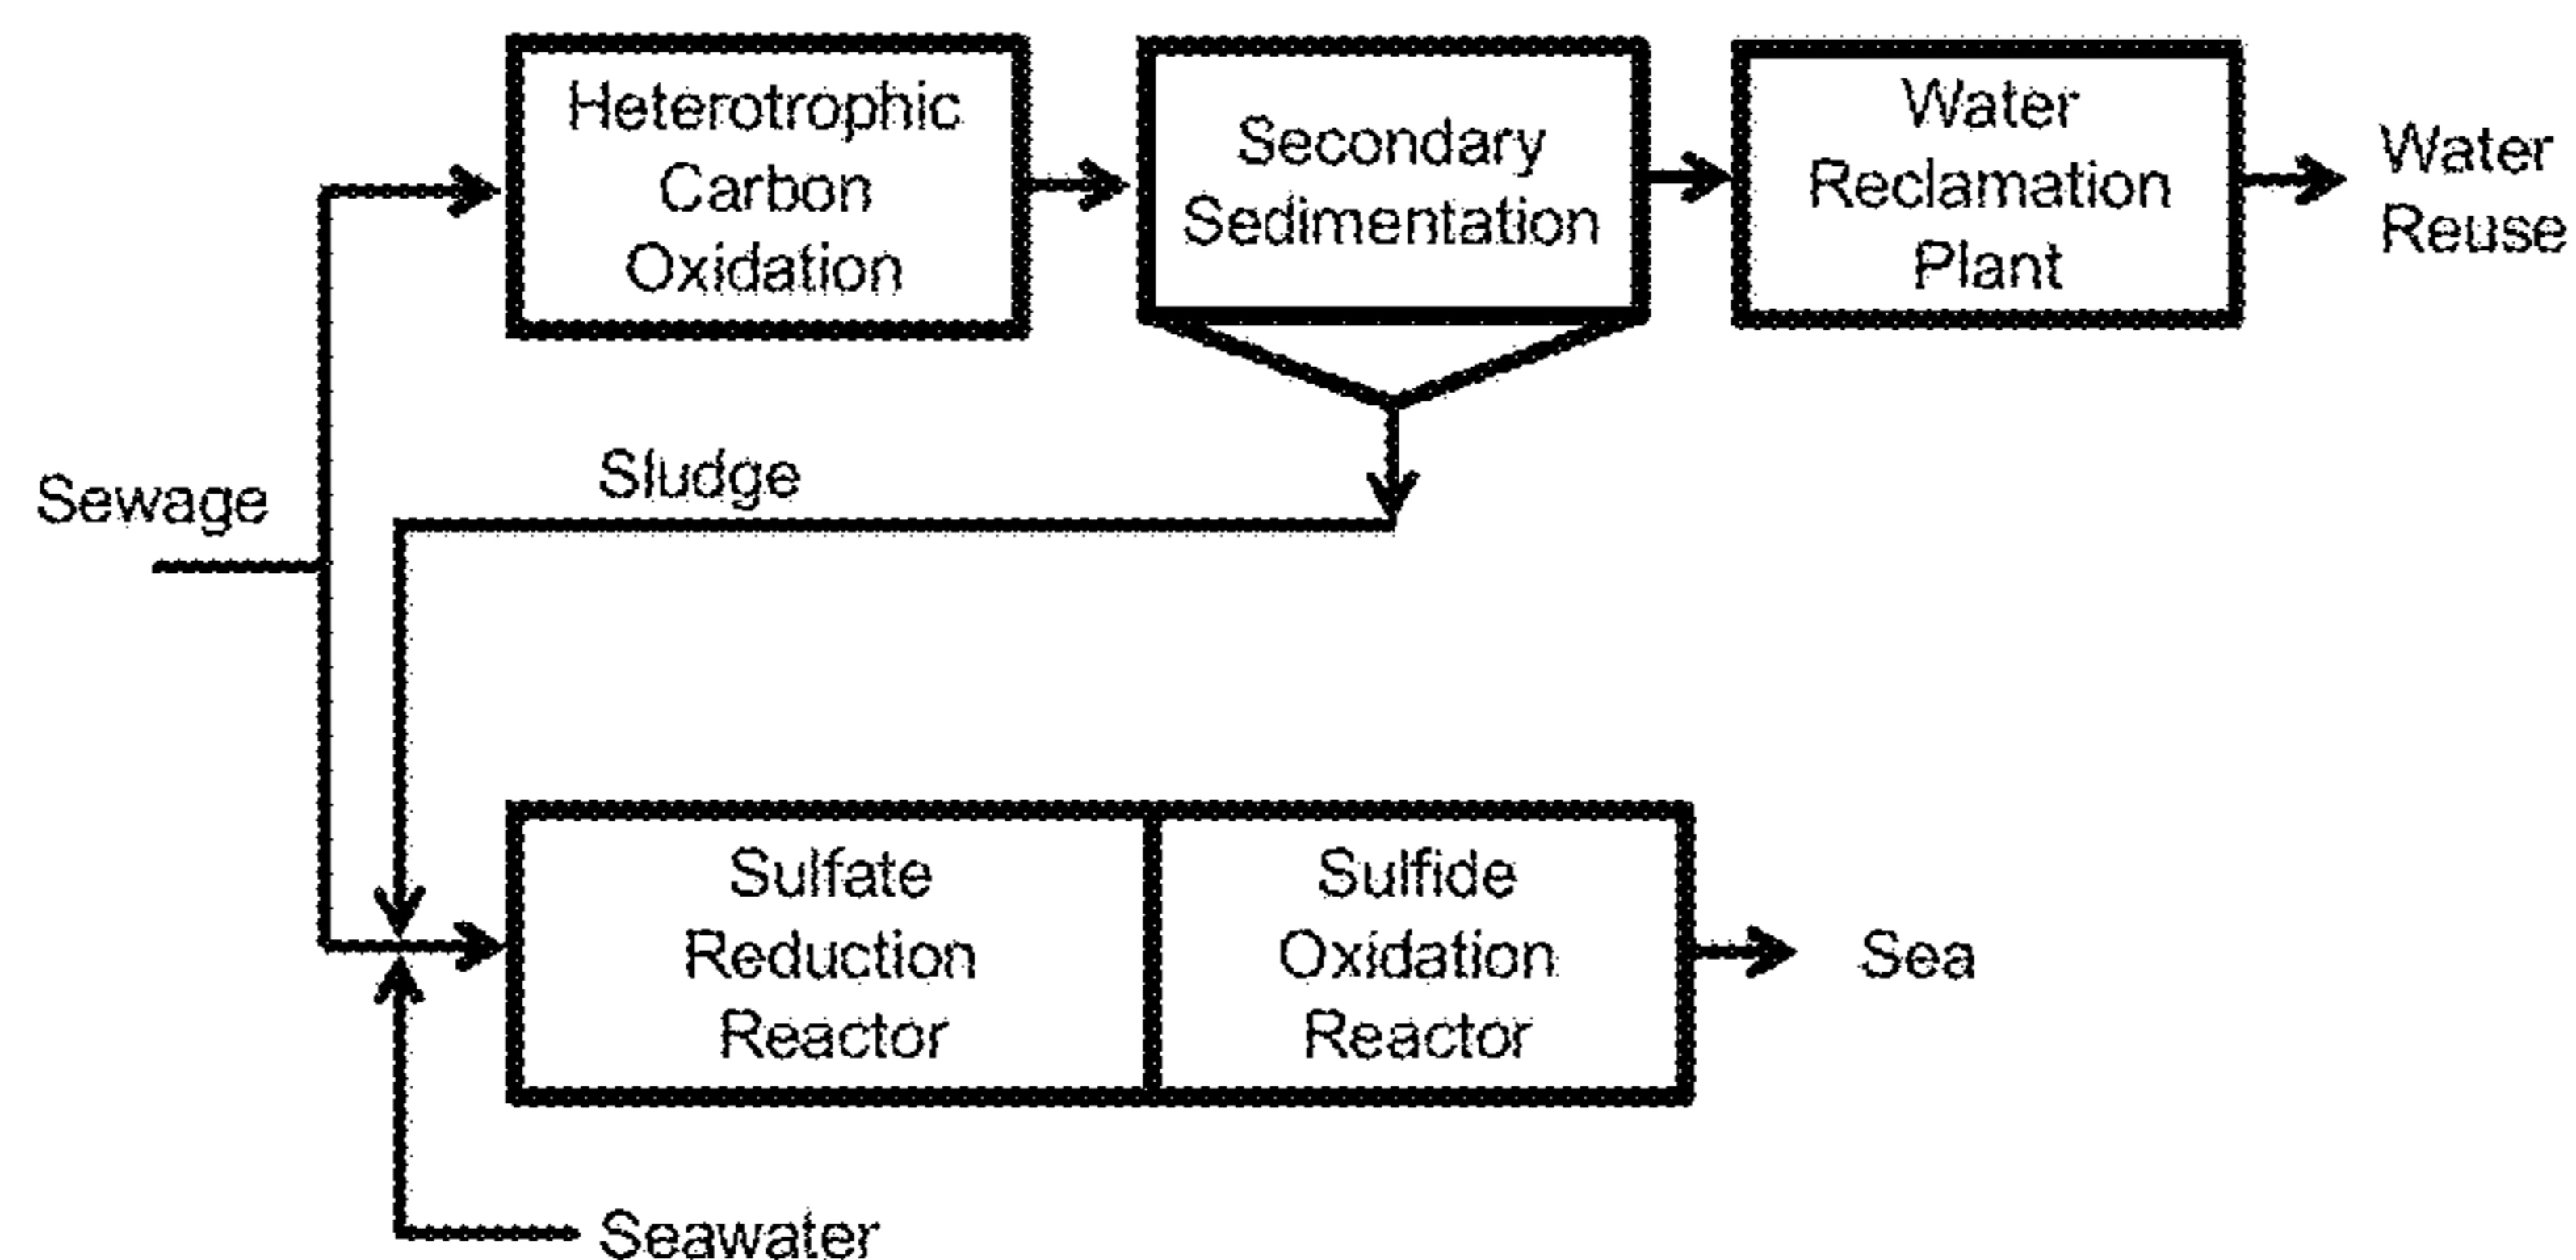 Heterotrophic
Carbon
Oxidation
Secondary
Sedimentation
Water
Reclamation
Plant
Water
Reuse
Sewage
Sludge
Sulfate
Reduction
Reactor
Sulfide
Oxidation
Reactor
Sea
Seawater